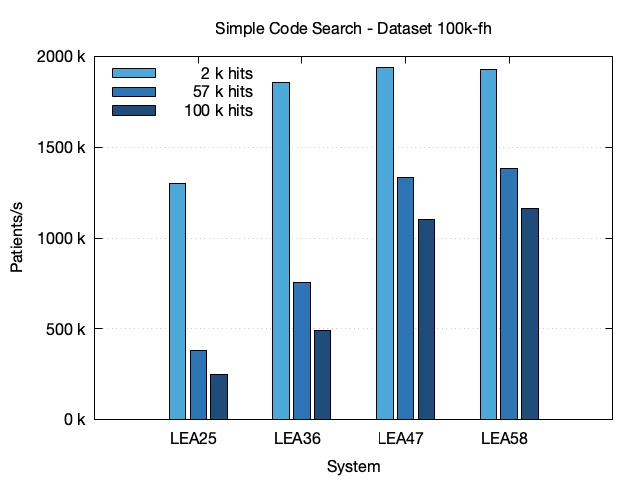 Simple Code Search - Dataset 100k-fh
2000 k
1500 k
1000 k
500 k
0 k
Patients/s
2 k hits
57 k hits
100 k hits
LEA25 LEA36 LEA47 LEA58
System